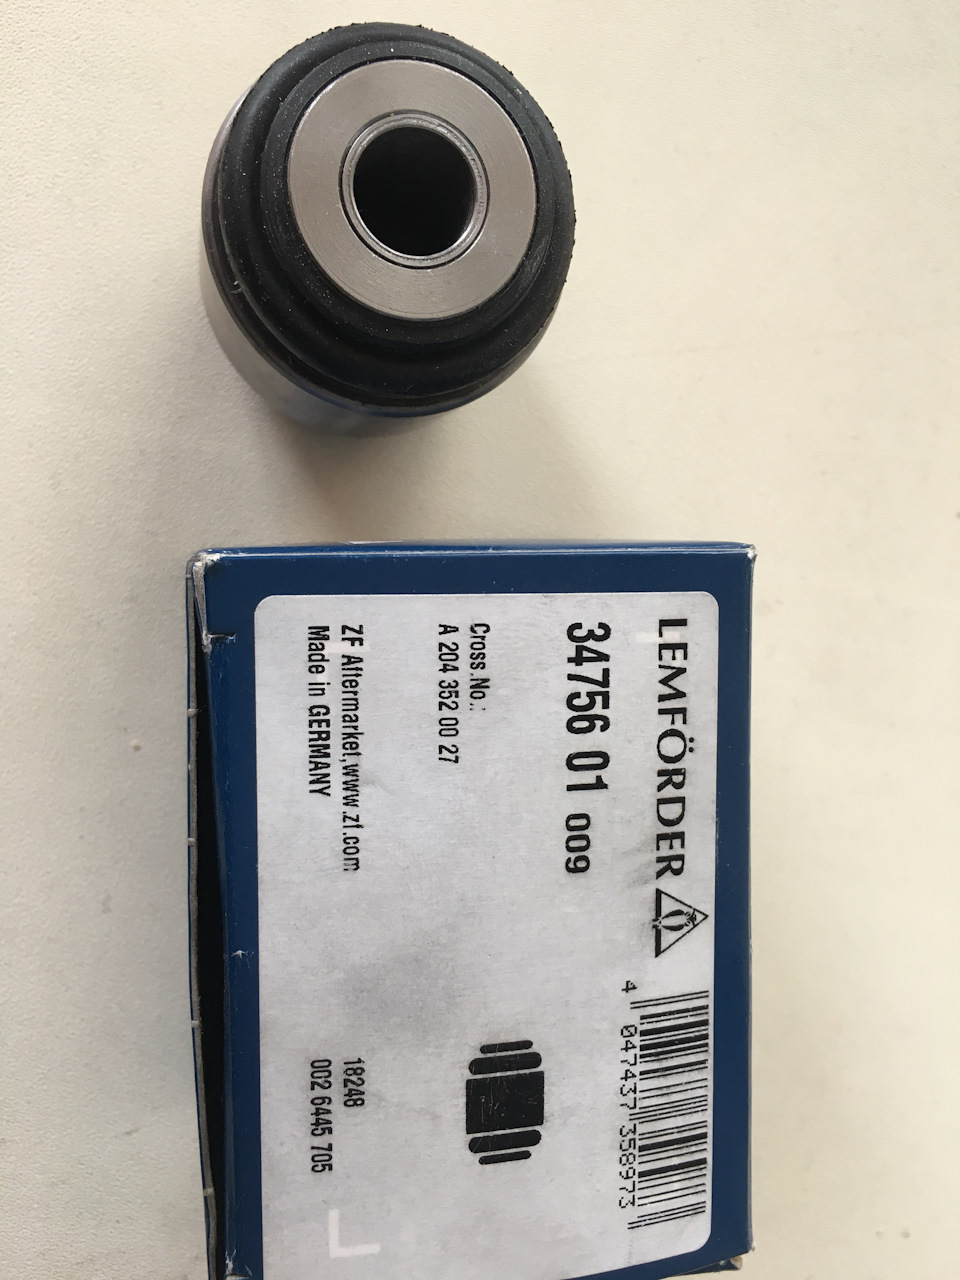 LEMFÖRDER
34756 01 009
4 047437 358973
Cross.No.:
A 204 352 00 27
ZF Aftermarket,www.zf.com
Made in GERMANY
18248
002 6445 705